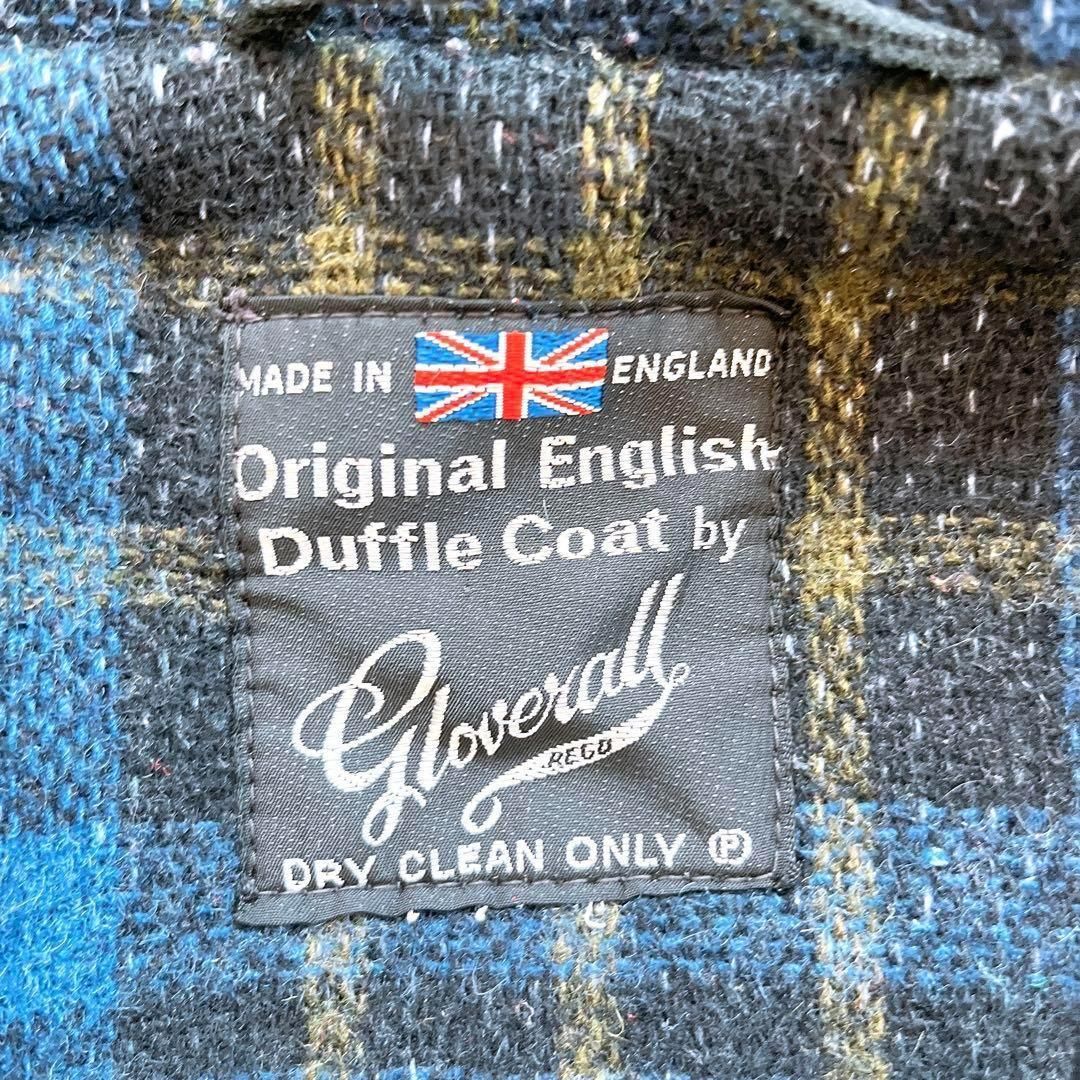 MADE IN ENGLAND
Original English
Duffle Coat by
Gloverall
REGD
DRY CLEAN ONLY Ⓟ